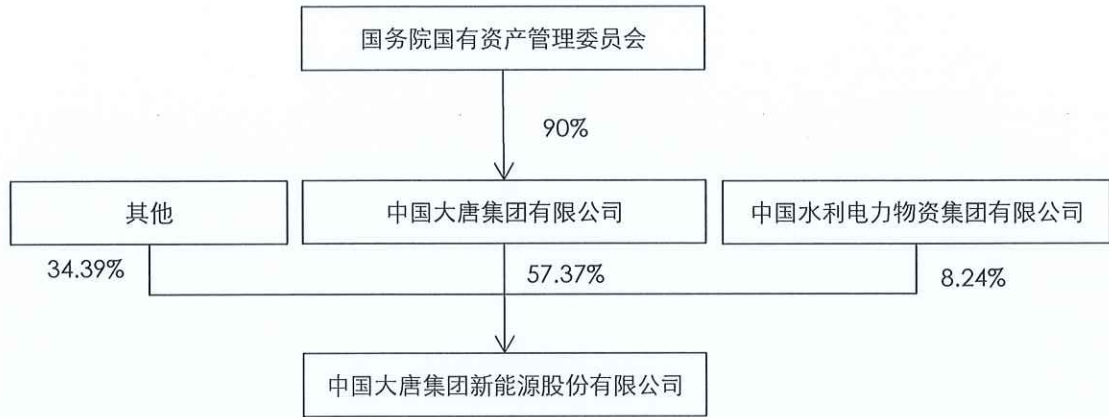 国务院国有资产管理委员会
90%
其他
中国大唐集团有限公司
中国水利电力物资集团有限公司
34.39%
57.37%
8.24%
中国大唐集团新能源股份有限公司